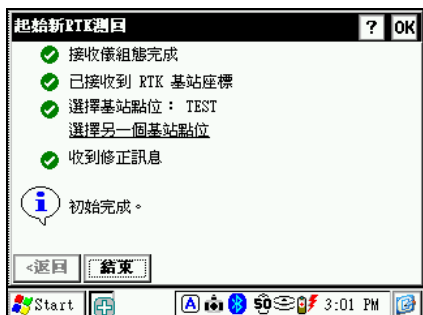 起始新RTK測回 ? OK
接收儀組態完成
已接收到 RTK 基站座標
選擇基站點位： TEST
選擇另一個基站點位
收到修正訊息
初始完成。
<返回 結束
Start A 50 3:01 PM